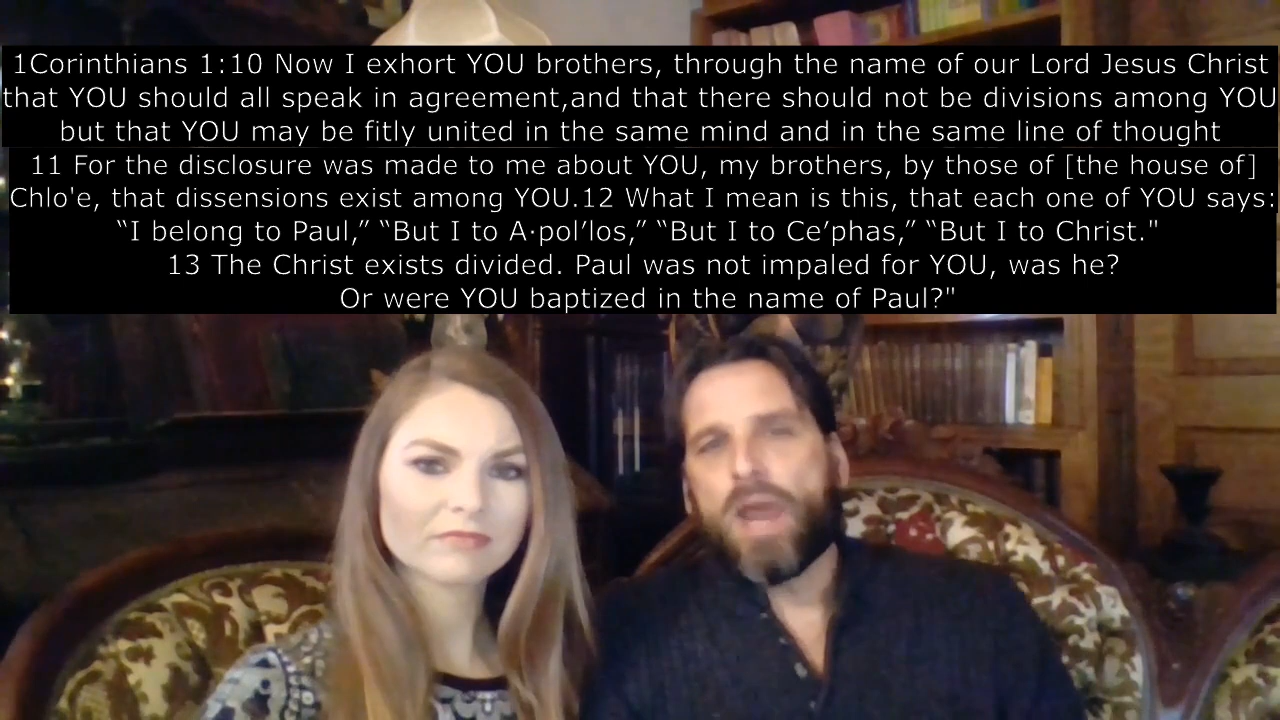 1Corinthians 1:10 Now I exhort YOU brothers, through the name of our Lord Jesus Christ
that YOU should all speak in agreement,and that there should not be divisions among YOU
but that YOU may be fitly united in the same mind and in the same line of thought
11 For the disclosure was made to me about YOU, my brothers, by those of [the house of]
Chlo'e, that dissensions exist among YOU.12 What I mean is this, that each one of YOU says:
“I belong to Paul,” “But I to A·pol′los,” “But I to Ce′phas,” “But I to Christ."
13 The Christ exists divided. Paul was not impaled for YOU, was he?
Or were YOU baptized in the name of Paul?"